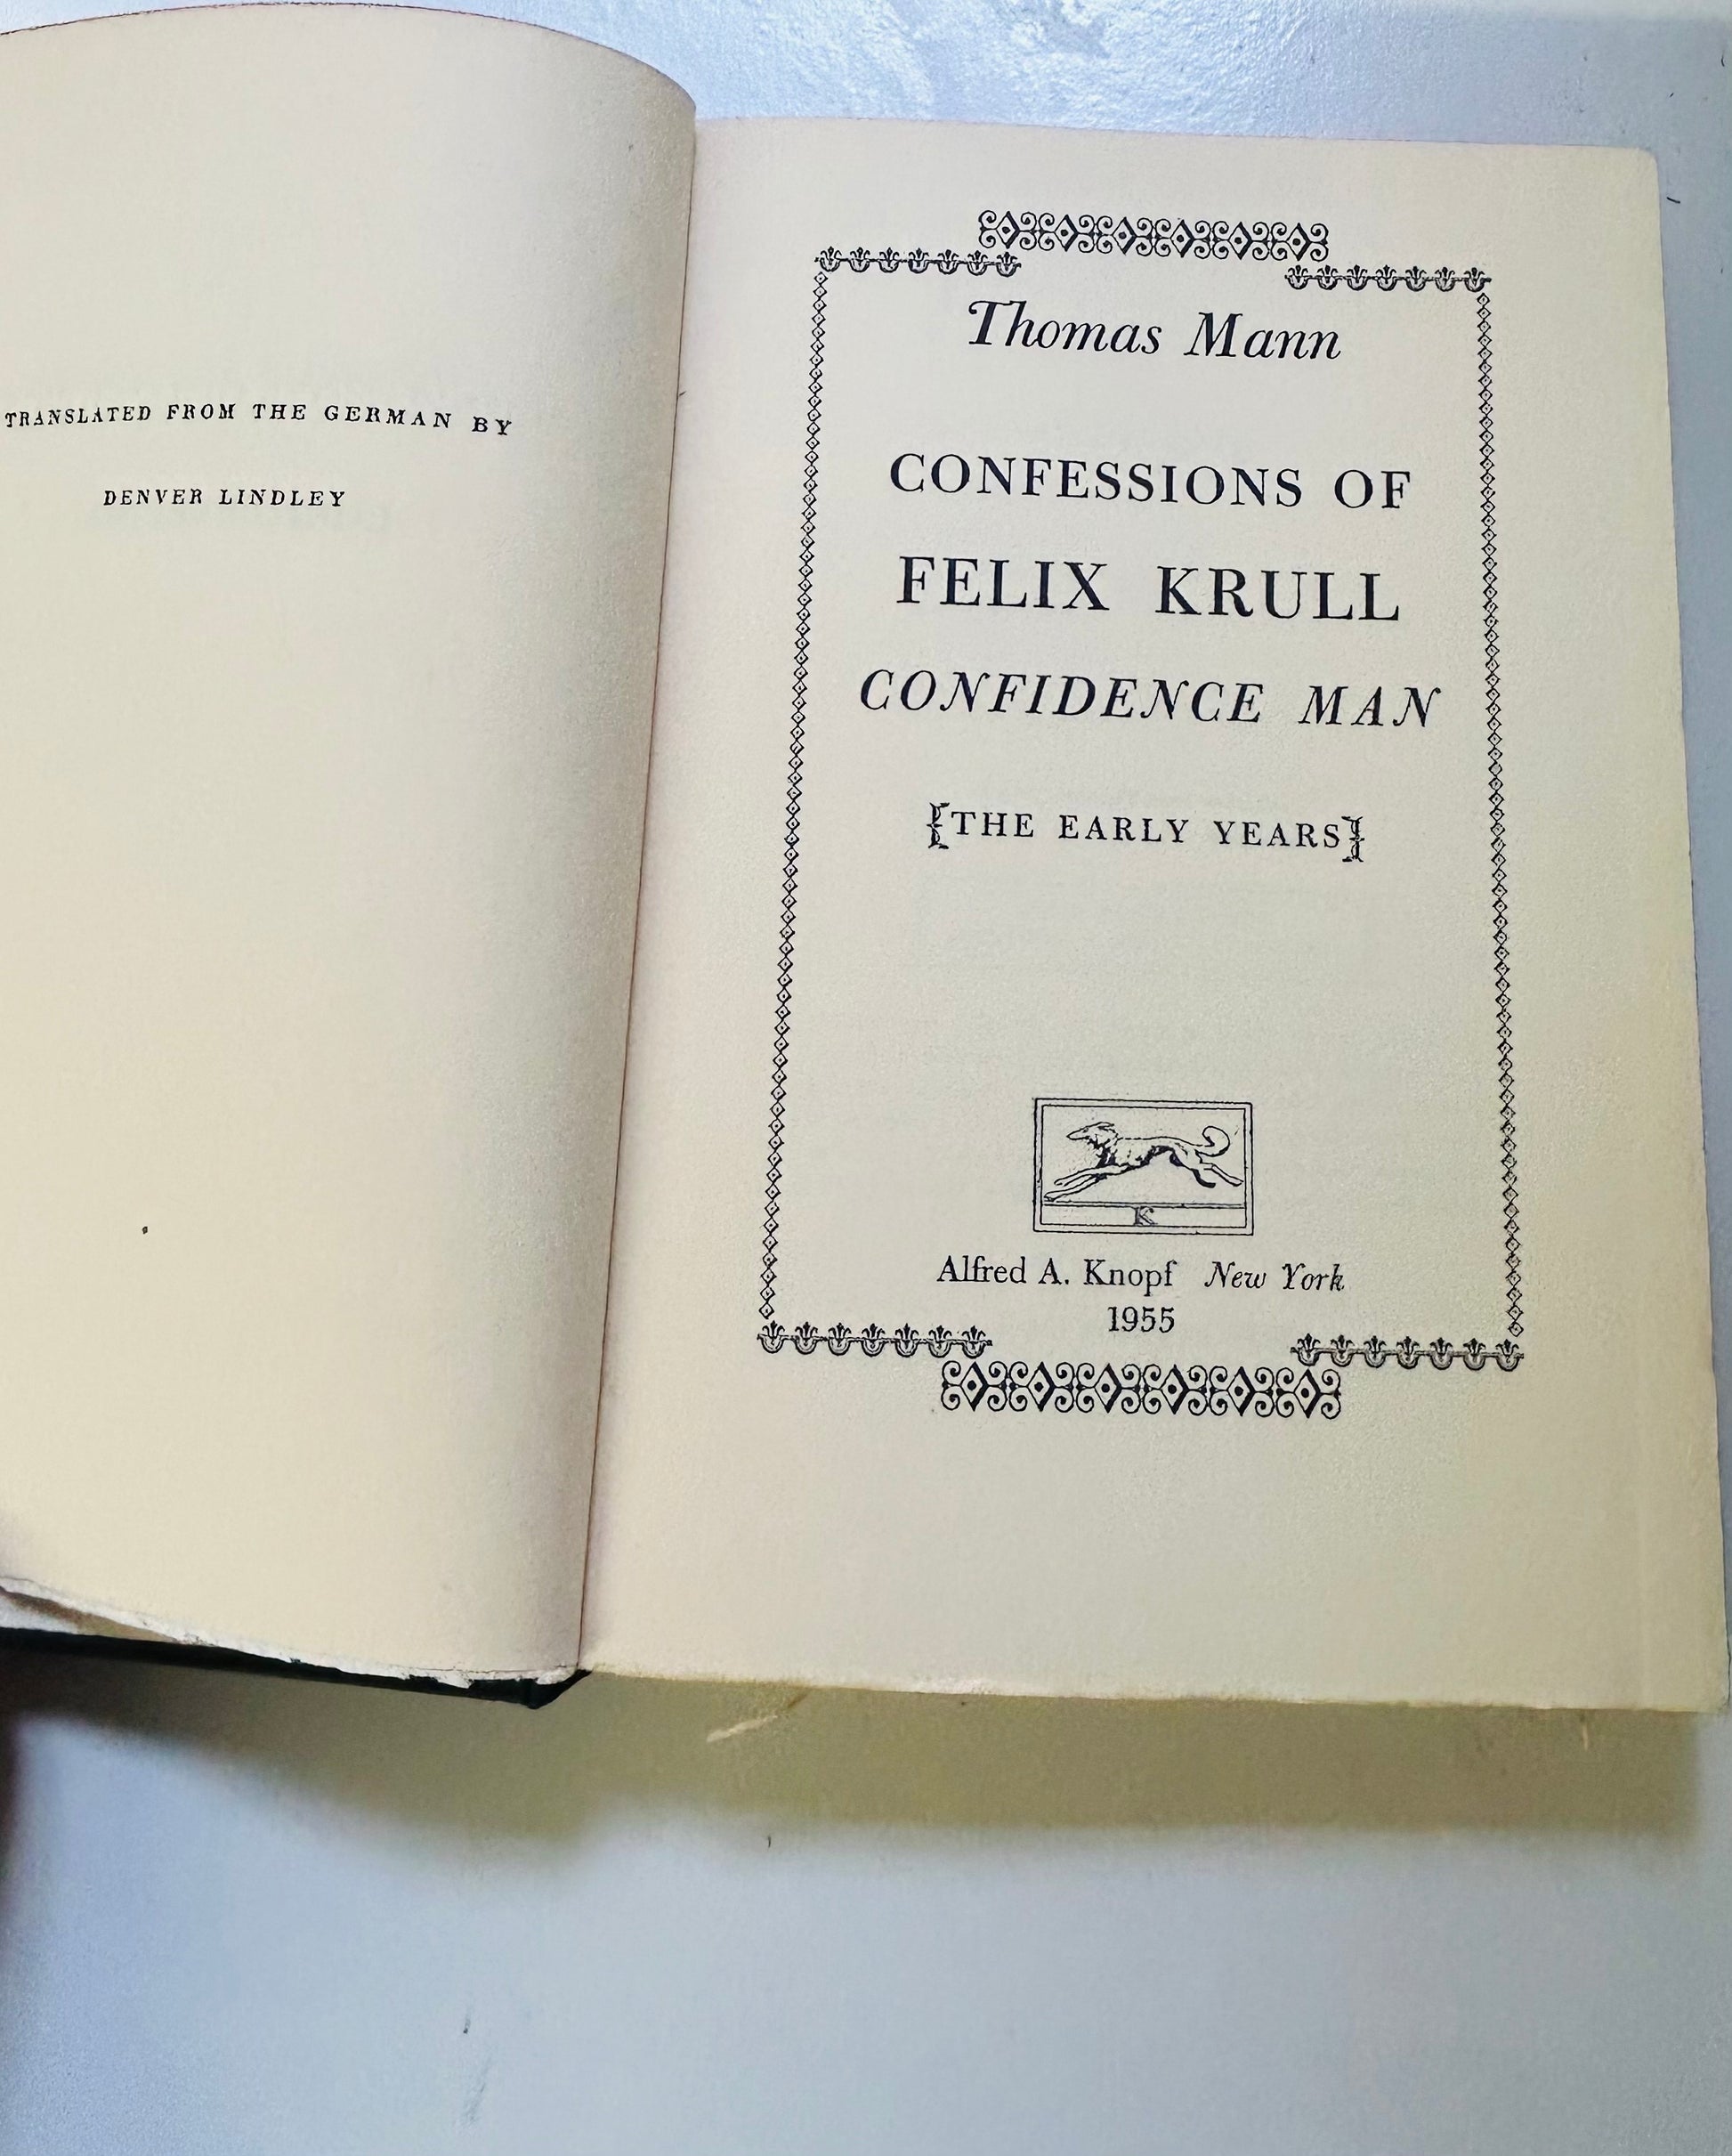 TRANSLATED FROM THE GERMAN BY
DENVER LINDLEY
Thomas Mann
CONFESSIONS OF
FELIX KRULL
CONFIDENCE MAN
[THE EARLY YEARS]
K
Alfred A. Knopf New York
1955